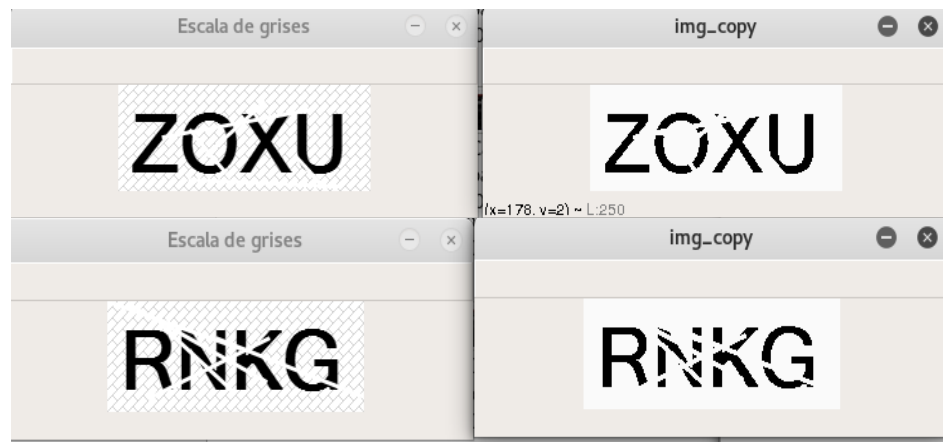 Escala de grises
img_copy
ZOXU
ZOXU
(x=178, y=2) ~ L:250
Escala de grises
img_copy
RNKG
RNKG